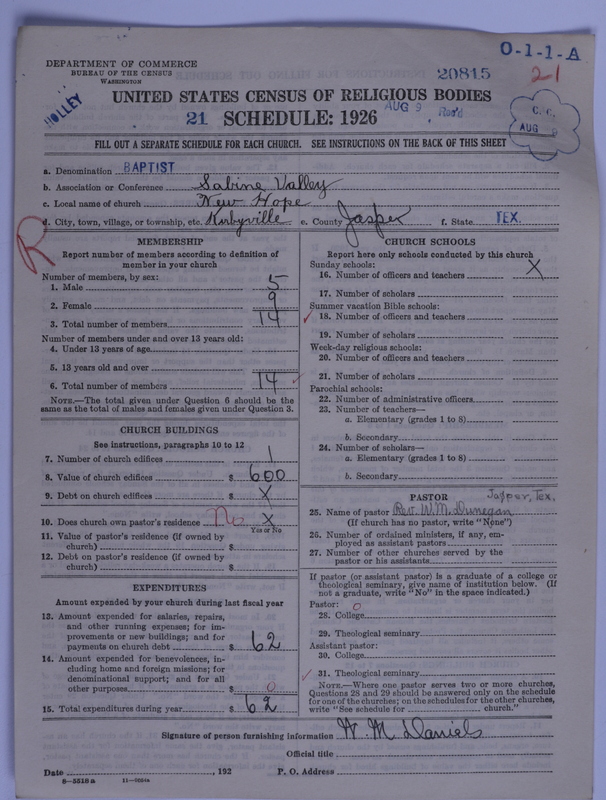 O-1-1-A
DEPARTMENT OF COMMERCE
BUREAU OF THE CENSUS
WASHINGTON
20815
2-1
HOLLEY
UNITED STATES CENSUS OF RELIGIOUS BODIES
21 SCHEDULE: 1926
AUG 9 Rec'd
C.C.
AUG 9
FILL OUT A SEPARATE SCHEDULE FOR EACH CHURCH. SEE INSTRUCTIONS ON THE BACK OF THIS SHEET
a. Denomination BAPTIST
b. Association or Conference Sabine Valley
c. Local name of church New Hope
d. City, town, village, or township, etc. Kirbyville e. County Jasper f. State TEX.
R
MEMBERSHIP
Report number of members according to definition of
member in your church
Number of members, by sex:
1. Male 5
2. Female 9
3. Total number of members 14
Number of members under and over 13 years old:
4. Under 13 years of age
5. 13 years old and over
6. Total number of members 14
NOTE.—The total given under Question 6 should be the
same as the total of males and females given under Question 3.
CHURCH BUILDINGS
See instructions, paragraphs 10 to 12
7. Number of church edifices 1
8. Value of church edifices $ 600
9. Debt on church edifices $ X
10. Does church own pastor's residence No X
Yes or No
11. Value of pastor's residence (if owned by
church) $
12. Debt on pastor's residence (if owned by
church) $
EXPENDITURES
Amount expended by your church during last fiscal year
13. Amount expended for salaries, repairs,
and other running expenses; for im-
provements or new buildings; and for
payments on church debt $ 62
14. Amount expended for benevolences, in-
cluding home and foreign missions; for
denominational support; and for all
other purposes $ 0
15. Total expenditures during year $ 62
CHURCH SCHOOLS
Report here only schools conducted by this church
Sunday schools:
16. Number of officers and teachers X
17. Number of scholars
Summer vacation Bible schools:
18. Number of officers and teachers
19. Number of scholars
Week-day religious schools:
20. Number of officers and teachers
21. Number of scholars
Parochial schools:
22. Number of administrative officers
23. Number of teachers—
a. Elementary (grades 1 to 8)
b. Secondary
24. Number of scholars—
a. Elementary (grades 1 to 8)
b. Secondary
PASTOR Jasper, Tex.
25. Name of pastor Rev. W. M. Dunegan
(If church has no pastor, write "None")
26. Number of ordained ministers, if any, em-
ployed as assistant pastors
27. Number of other churches served by the
pastor or his assistants
If pastor (or assistant pastor) is a graduate of a college or
theological seminary, give name of institution below. (If
not a graduate, write "No" in the space indicated.)
Pastor: 0
28. College
29. Theological seminary
Assistant pastor:
30. College
31. Theological seminary
NOTE.—Where one pastor serves two or more churches,
Questions 28 and 29 should be answered only on the schedule
for one of the churches; on the schedules for the other churches,
write "See schedule for church."
Signature of person furnishing information W. M. Daniels
Official title
Date , 192 P. O. Address
8—5318a 11—9054a